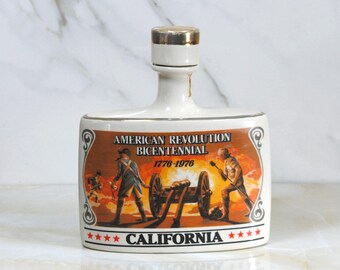 AMERICAN REVOLUTION
BICENTENNIAL
1776-1976
CALIFORNIA